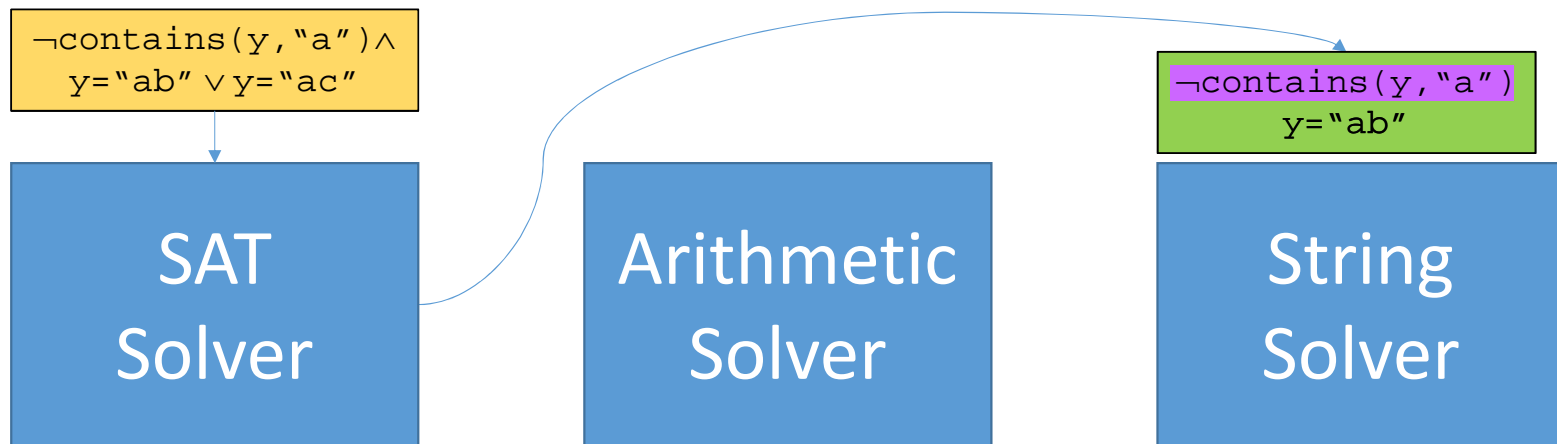 ¬contains(y,“a”)∧
y=“ab” ∨ y=“ac”
¬contains(y,“a”)
y=“ab”
SAT
Solver
Arithmetic
Solver
String
Solver